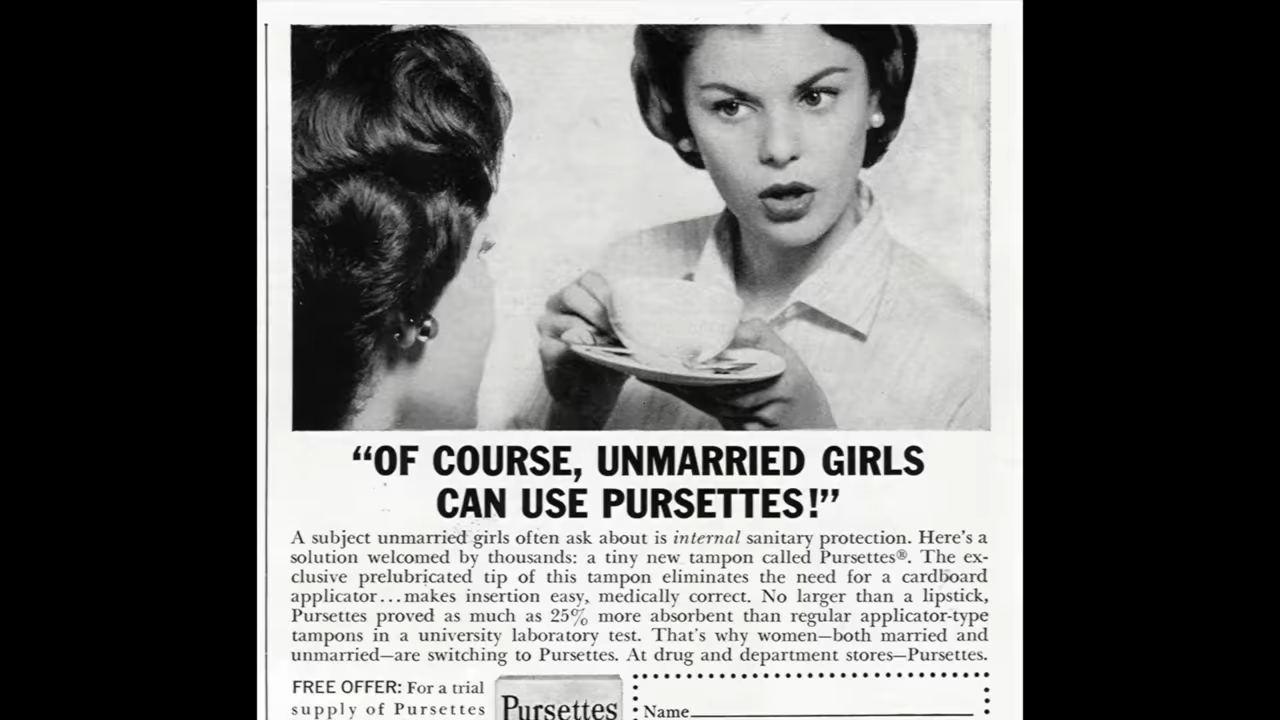 “OF COURSE, UNMARRIED GIRLS
CAN USE PURSETTES!”
A subject unmarried girls often ask about is internal sanitary protection. Here’s a
solution welcomed by thousands: a tiny new tampon called Pursettes®. The ex-
clusive prelubricated tip of this tampon eliminates the need for a cardboard
applicator...makes insertion easy, medically correct. No larger than a lipstick,
Pursettes proved as much as 25% more absorbent than regular applicator-type
tampons in a university laboratory test. That’s why women—both married and
unmarried—are switching to Pursettes. At drug and department stores—Pursettes.
FREE OFFER: For a trial
supply of Pursettes
Pursettes
Name